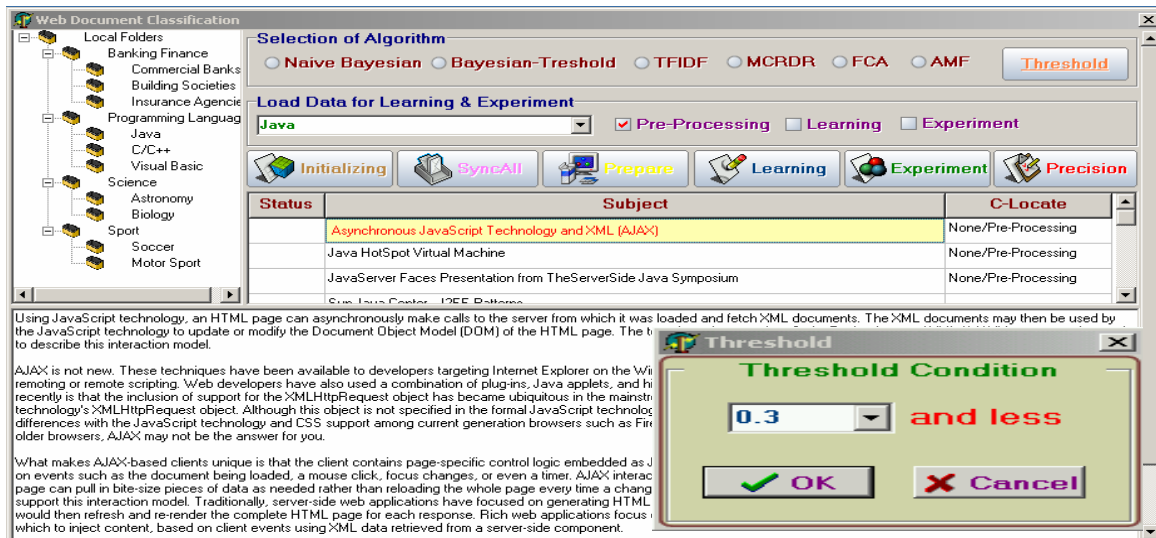 Web Document Classification
Local Folders
Banking Finance
Commercial Banks
Building Societies
Insurance Agencie
Programming Languag
Java
C/C++
Visual Basic
Science
Astronomy
Biology
Sport
Soccer
Motor Sport
Selection of Algorithm
Naive Bayesian Bayesian-Treshold TFIDF MCRDR FCA AMF Threshold
Load Data for Learning & Experiment
Java Pre-Processing Learning Experiment
Initializing SyncAll Prepare Learning Experiment Precision
Status Subject C-Locate
Asynchronous JavaScript Technology and XML (AJAX) None/Pre-Processing
Java HotSpot Virtual Machine None/Pre-Processing
JavaServer Faces Presentation from TheServerSide Java Symposium None/Pre-Processing
Sun Java Center - J2EE Patterns
Using JavaScript technology, an HTML page can asynchronously make calls to the server from which it was loaded and fetch XML documents. The XML documents may then be used by
the JavaScript technology to update or modify the Document Object Model (DOM) of the HTML page. The t
to describe this interaction model.
AJAX is not new. These techniques have been available to developers targeting Internet Explorer on the Wi
remoting or remote scripting. Web developers have also used a combination of plug-ins, Java applets, and hi
recently is that the inclusion of support for the XMLHttpRequest object has became ubiquitous in the mainstr
technology's XMLHttpRequest object. Although this object is not specified in the formal JavaScript technolog
differences with the JavaScript technology and CSS support among current generation browsers such as Fire
older browsers, AJAX may not be the answer for you.
What makes AJAX-based clients unique is that the client contains page-specific control logic embedded as J
on events such as the document being loaded, a mouse click, focus changes, or even a timer. AJAX interac
page can pull in bite-size pieces of data as needed rather than reloading the whole page every time a chang
support this interaction model. Traditionally, server-side web applications have focused on generating HTML
would then refresh and re-render the complete HTML page for each response. Rich web applications focus
which to inject content, based on client events using XML data retrieved from a server-side component.
Threshold
Threshold Condition
0.3 and less
OK Cancel